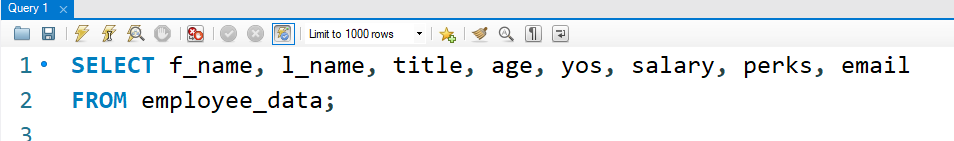 Query 1
Limit to 1000 rows
1 SELECT f_name, l_name, title, age, yos, salary, perks, email
2 FROM employee_data;
3